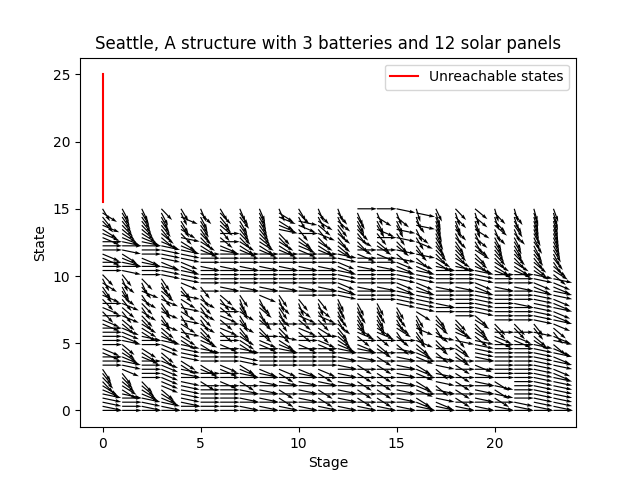 Seattle, A structure with 3 batteries and 12 solar panels
Unreachable states
25
20
15
10
5
0
State
0 5 10 15 20
Stage